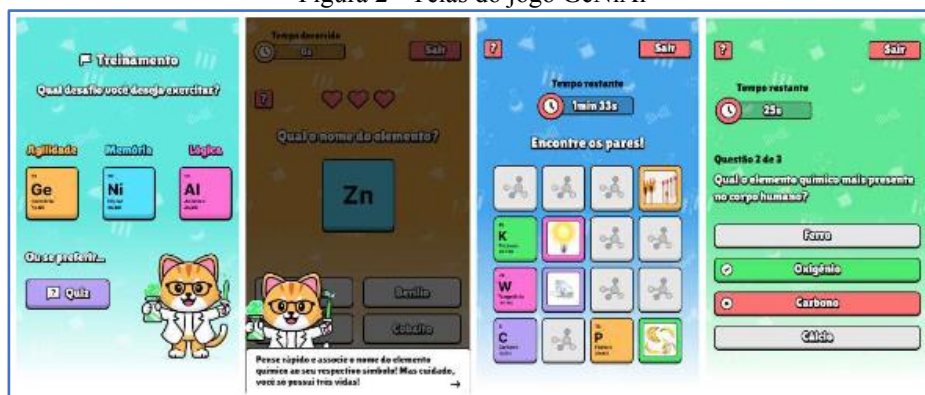 Figura 2 – Telas do jogo GeNiAl
Treinamento
Qual desafio você deseja exercitar?
Agilidade
Memória
Lógica
Ge
Ni
Al
Ou se preferir...
Quiz
Tempo decorrido
0s
Sair
?
Qual o nome do elemento?
Zn
Berílio
Cobalto
Pense rápido e associe o nome do elemento
químico ao seu respectivo símbolo! Mas cuidado,
você só possui três vidas!
?
Sair
Tempo restante
1min 33s
Encontre os pares!
K
W
C
P
?
Sair
Tempo restante
25s
Questão 2 de 3
Qual o elemento químico mais presente
no corpo humano?
Ferro
Oxigênio
Carbono
Cálcio